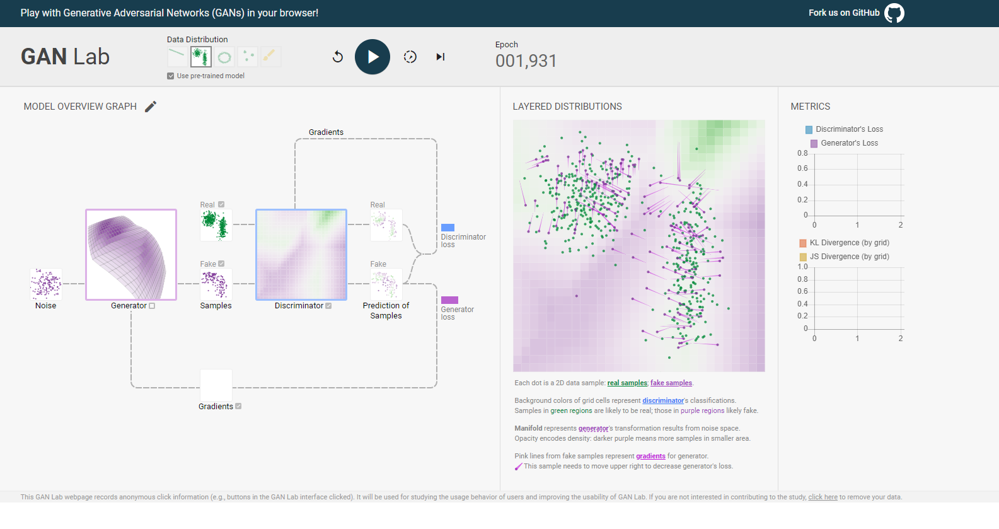 Play with Generative Adversarial Networks (GANs) in your browser!
Fork us on GitHub
GAN Lab
Data Distribution
Use pre-trained model
Epoch
001,931
MODEL OVERVIEW GRAPH
Gradients
Real
Real
Discriminator
loss
Fake
Fake
Noise
Generator
Samples
Discriminator
Prediction of
Samples
Generator
loss
Gradients
LAYERED DISTRIBUTIONS
Each dot is a 2D data sample: real samples; fake samples.
Background colors of grid cells represent discriminator's classifications.
Samples in green regions are likely to be real; those in purple regions likely fake.
Manifold represents generator's transformation results from noise space.
Opacity encodes density: darker purple means more samples in smaller area.
Pink lines from fake samples represent gradients for generator.
This sample needs to move upper right to decrease generator's loss.
METRICS
Discriminator's Loss
Generator's Loss
0.8
0.6
0.4
0.2
0
0 1 2
KL Divergence (by grid)
JS Divergence (by grid)
1.0
0.8
0.6
0.4
0.2
0
0 1 2
This GAN Lab webpage records anonymous click information (e.g., buttons in the GAN Lab interface clicked). It will be used for studying the usage behavior of users and improving the usability of GAN Lab. If you are not interested in contributing to the study, click here to remove your data.